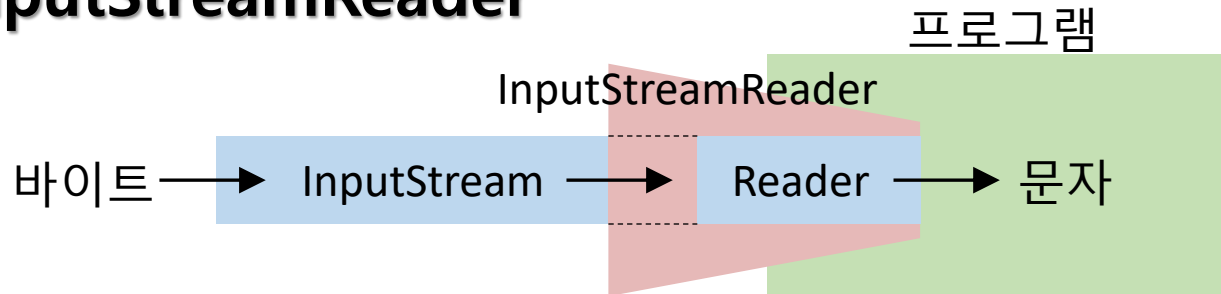 putStreamReader
프로그램
InputStreamReader
바이트 InputStream Reader 문자